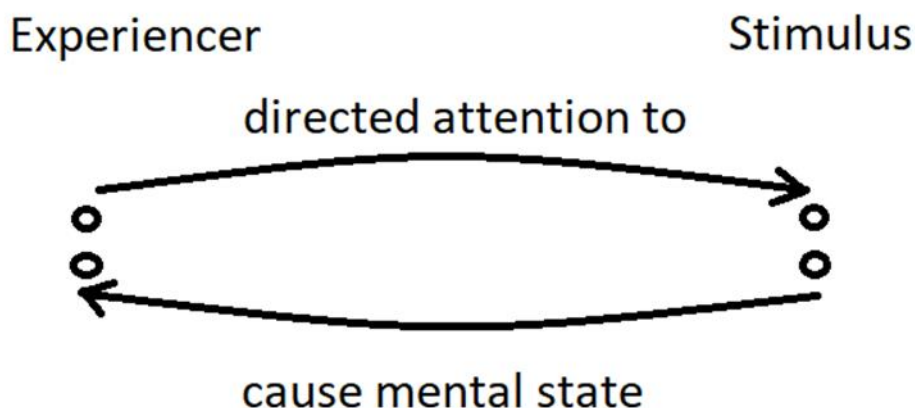 Experiencer Stimulus
directed attention to
cause mental state